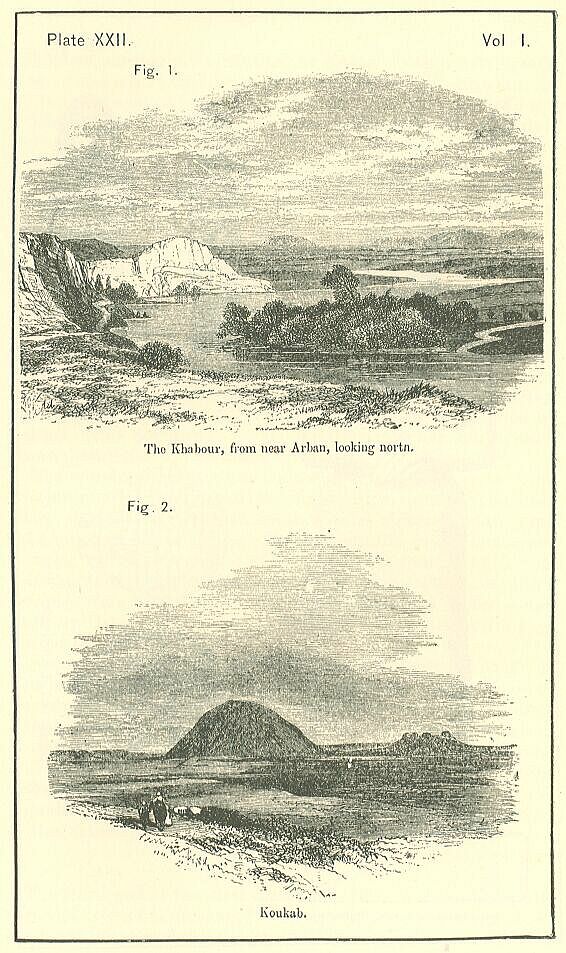 Plate XXII.
Vol I.
Fig. 1.
The Khabour, from near Arban, looking nortn.
Fig. 2.
Koukab.